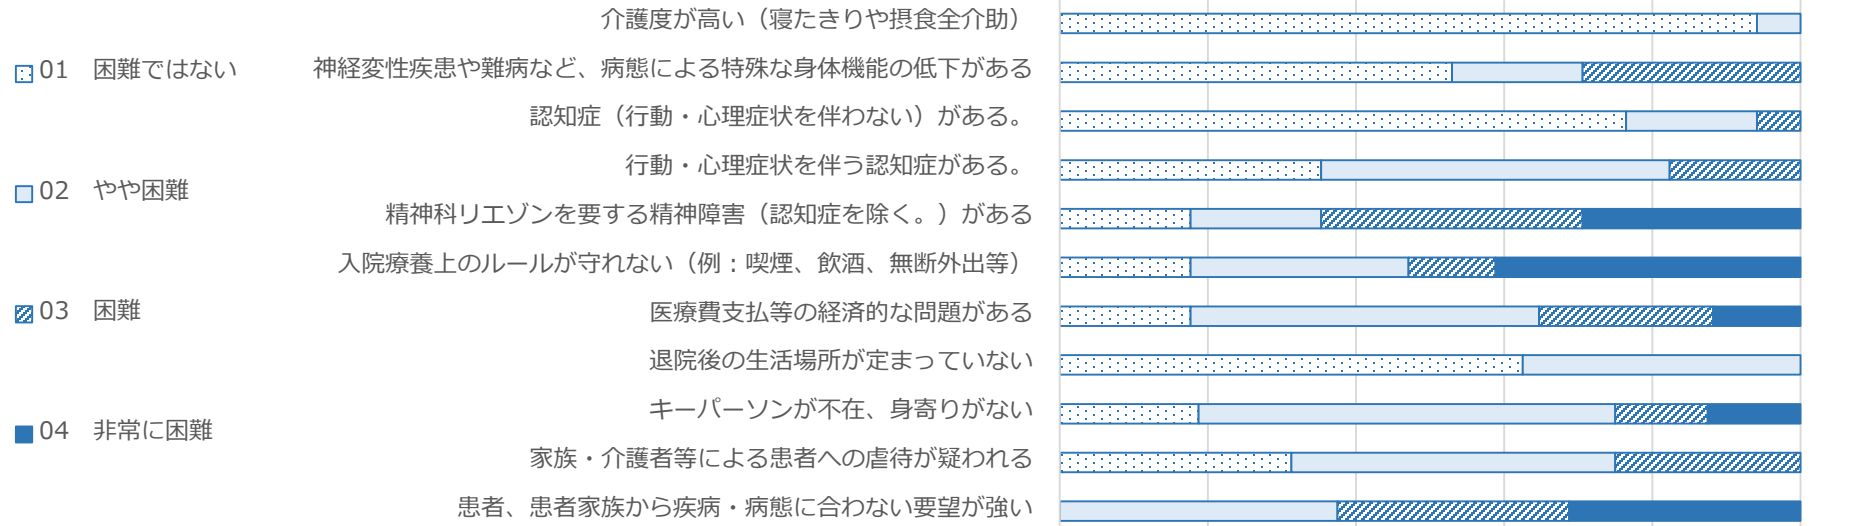 介護度が高い（寝たきりや摂食全介助）
01 困難ではない
神経変性疾患や難病など、病態による特殊な身体機能の低下がある
認知症（行動・心理症状を伴わない）がある。
行動・心理症状を伴う認知症がある。
02 やや困難
精神科リエゾンを要する精神障害（認知症を除く。）がある
入院療養上のルールが守れない（例：喫煙、飲酒、無断外出等）
03 困難
医療費支払等の経済的な問題がある
退院後の生活場所が定まっていない
キーパーソンが不在、身寄りがない
04 非常に困難
家族・介護者等による患者への虐待が疑われる
患者、患者家族から疾病・病態に合わない要望が強い